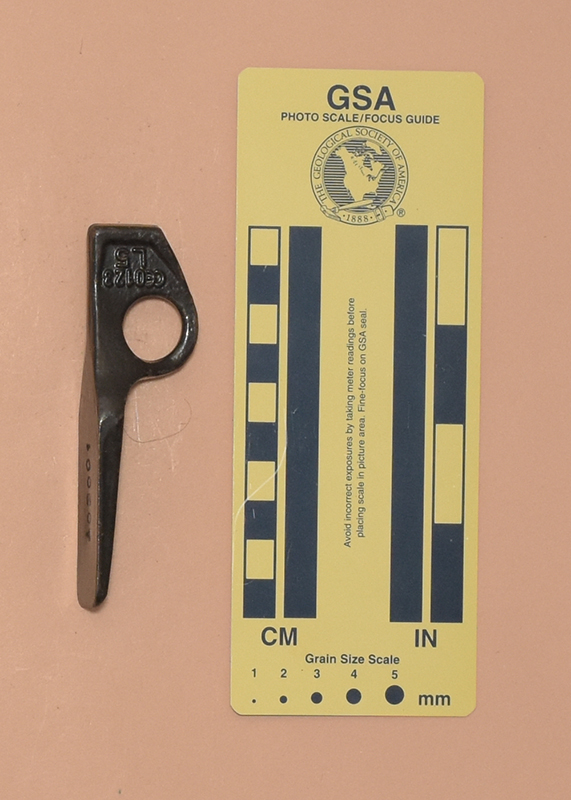 GSA
PHOTO SCALE/FOCUS GUIDE
THE GEOLOGICAL SOCIETY OF AMERICA
·1888·
®
CE0123
Avoid incorrect exposures by taking meter readings before
placing scale in picture area. Fine-focus on GSA seal.
CM IN
Grain Size Scale
1 2 3 4 5
mm